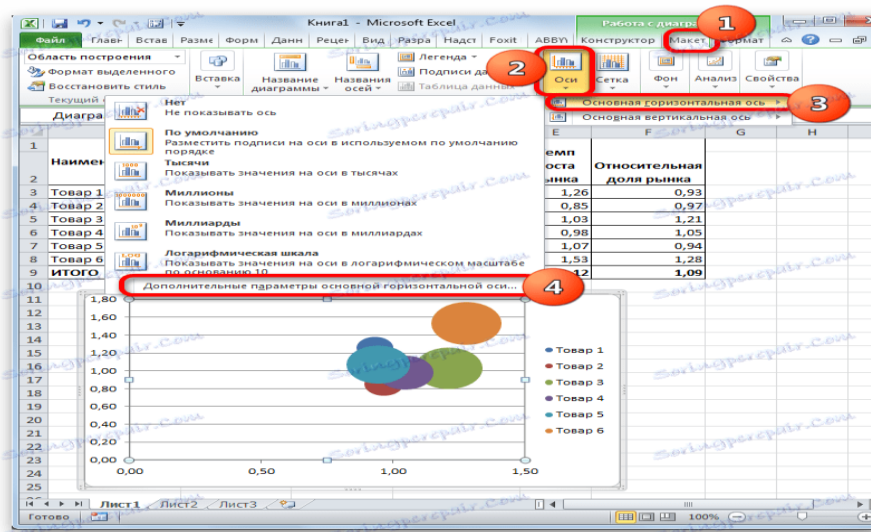 Книга1 - Microsoft Excel
Работа с диагра
1
Файл Главн Встав Разме Форм Данн Рецен Вид Разра Надст Foxit ABBYY Конструктор Макет Формат
Область построения
Формат выделенного
Восстановить стиль
Текущий
Вставка
Название
диаграммы
Названия
осей
Легенда
Подписи да
Таблица данных
2
Оси
Сетка
Фон
Анализ
Свойства
Основная горизонтальная ось
3
Основная вертикальная ось
Диагра
Нет
Не показывать ось
По умолчанию
Разместить подписи на оси в используемом по умолчанию
порядке
Тысячи
Показывать значения на оси в тысячах
Миллионы
Показывать значения на оси в миллионах
Миллиарды
Показывать значения на оси в миллиардах
Логарифмическая шкала
Показывать значения на оси в логарифмическом масштабе
по основанию 10
Дополнительные параметры основной горизонтальной оси...
4
E F G H
1
2
Наимен
емп
оста
ынка
Относительная
доля рынка
3 Товар 1 1,26 0,93
4 Товар 2 0,85 0,97
5 Товар 3 1,03 1,21
6 Товар 4 0,98 1,05
7 Товар 5 1,07 0,94
8 Товар 6 1,53 1,28
9 ИТОГО 12 1,09
10
11
12
13
14
15
16
17
18
19
20
21
22
23
24
25
1,80
1,60
1,40
1,20
1,00
0,80
0,60
0,40
0,20
0,00
0,00 0,50 1,00 1,50
Товар 1
Товар 2
Товар 3
Товар 4
Товар 5
Товар 6
Лист1 Лист2 Лист3
Готово
100%